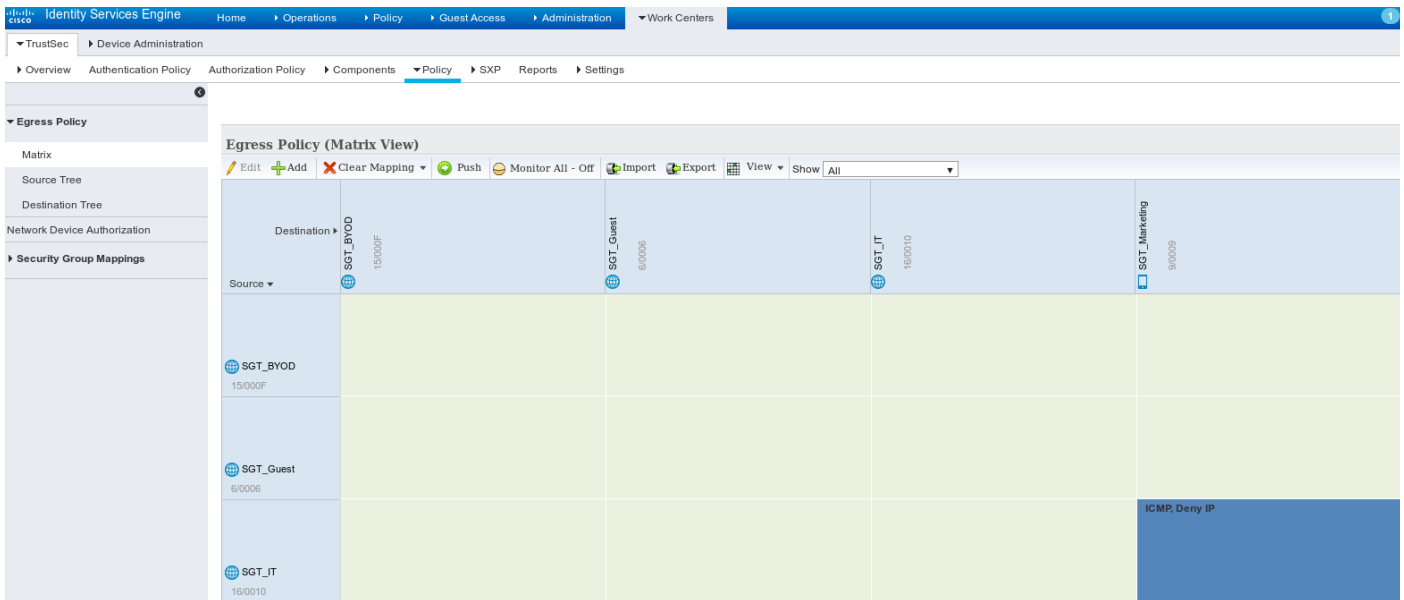 cisco Identity Services Engine Home Operations Policy Guest Access Administration Work Centers 1
TrustSec Device Administration
Overview Authentication Policy Authorization Policy Components Policy SXP Reports Settings
Egress Policy
Matrix
Source Tree
Destination Tree
Network Device Authorization
Security Group Mappings
Egress Policy (Matrix View)
Edit Add Clear Mapping Push Monitor All - Off Import Export View Show All
Destination
Source
SGT_BYOD
15/000F
SGT_Guest
6/0006
SGT_IT
16/0010
SGT_Marketing
9/0009
SGT_BYOD
15/000F
SGT_Guest
6/0006
SGT_IT
16/0010
ICMP, Deny IP